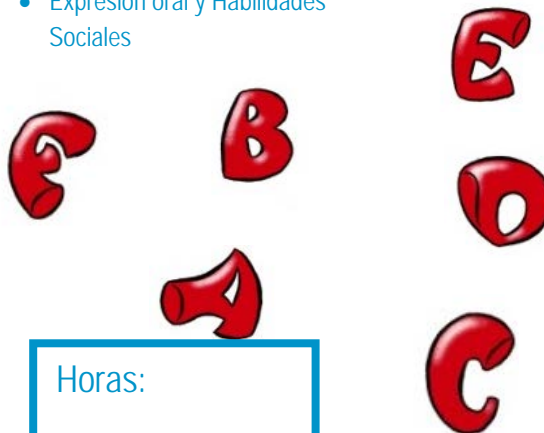 • Expresión oral y Habilidades
Sociales
E
F
B
D
A
C
Horas: